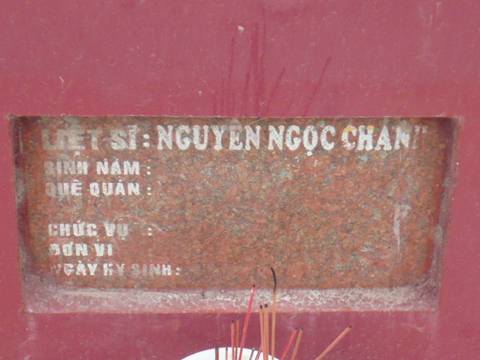 LIỆT SĨ: NGUYỄN NGỌC CHANH
SINH NĂM :
QUÊ QUÁN :
CHỨC VỤ :
ĐƠN VỊ
NGÀY HY SINH :